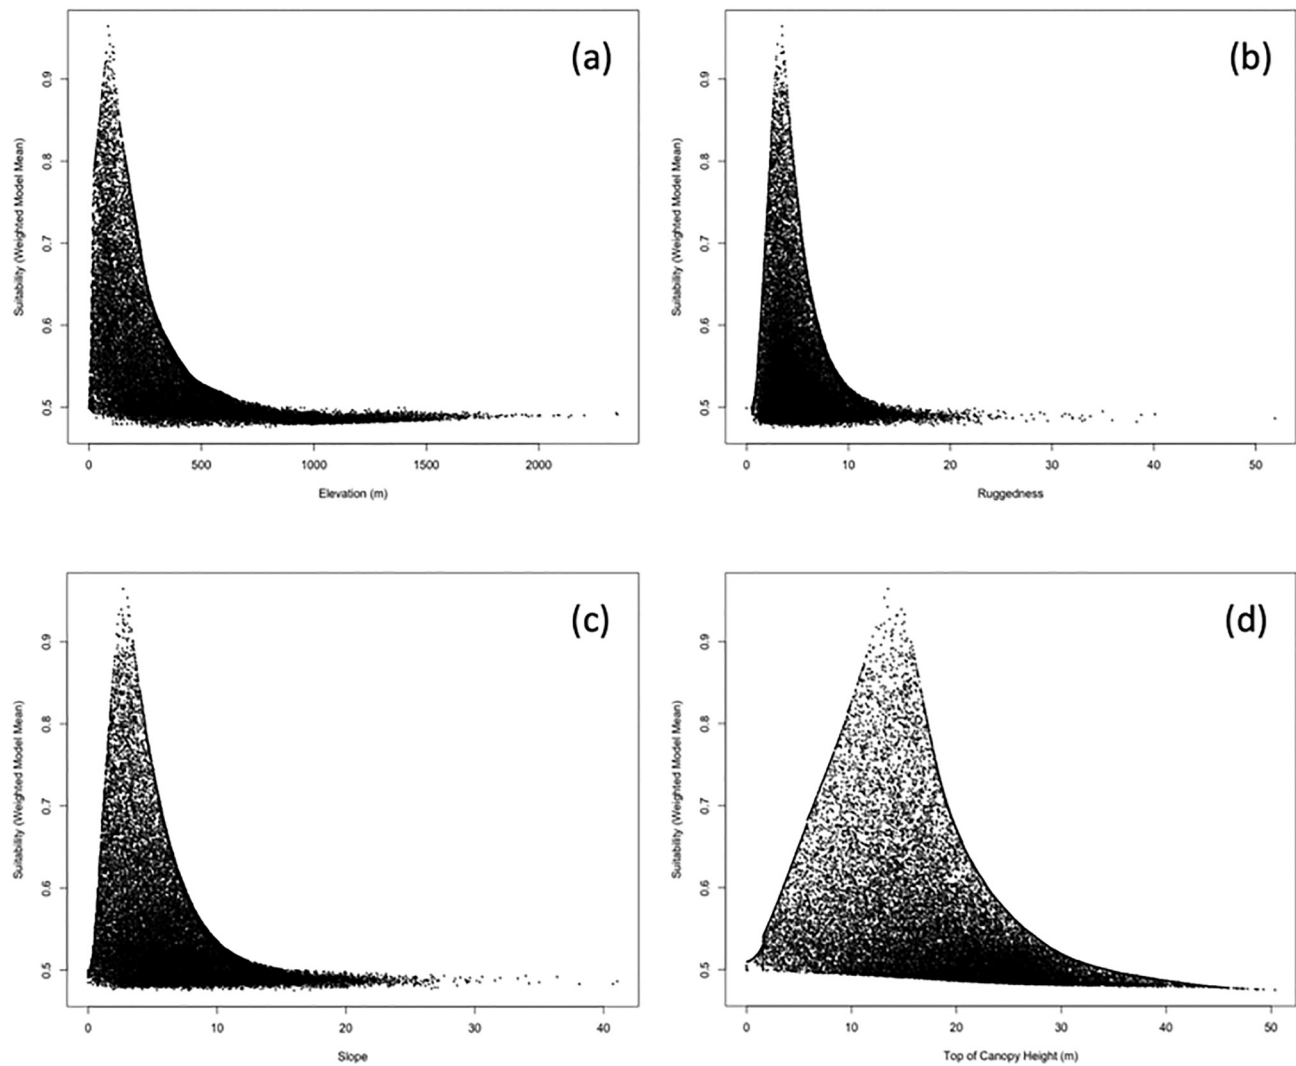 (a)
Suitability (Weighted Model Mean)
0.9
0.8
0.7
0.6
0.5
0 500 1000 1500 2000
Elevation (m)
(b)
Suitability (Weighted Model Mean)
0.9
0.8
0.7
0.6
0.5
0 10 20 30 40 50
Ruggedness
(c)
Suitability (Weighted Model Mean)
0.9
0.8
0.7
0.6
0.5
0 10 20 30 40
Slope
(d)
Suitability (Weighted Model Mean)
0.9
0.8
0.7
0.6
0.5
0 10 20 30 40 50
Top of Canopy Height (m)